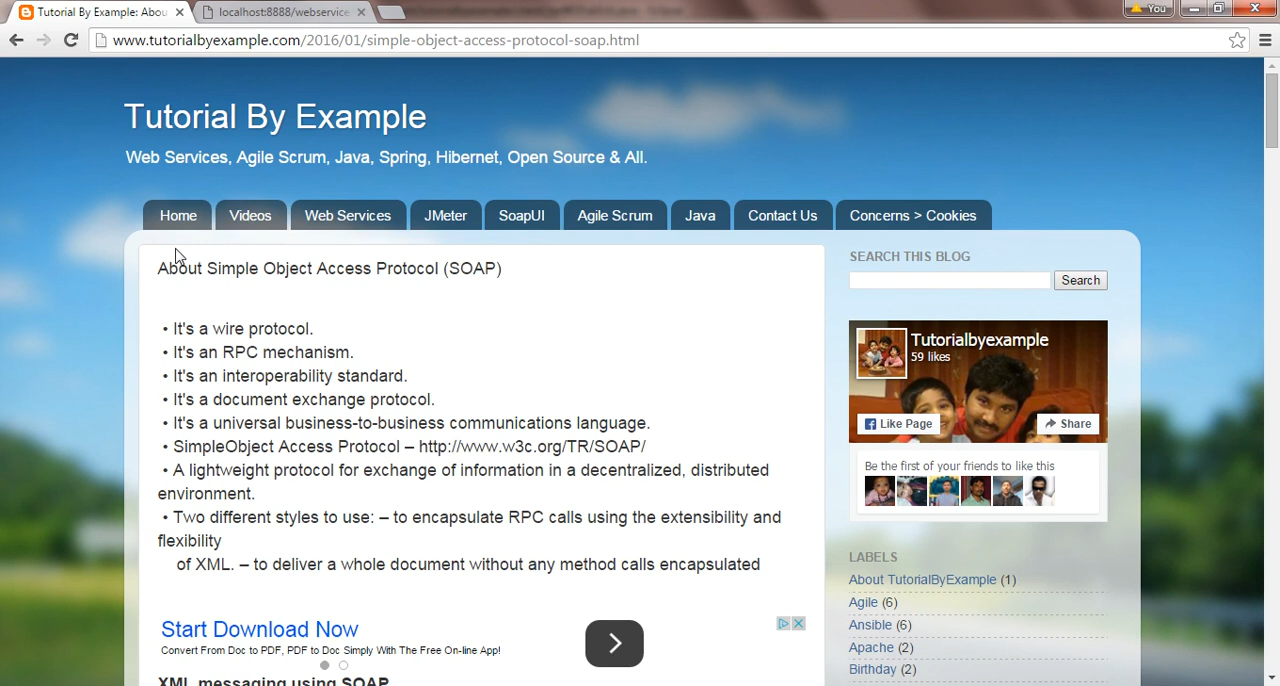 Tutorial By Example: Abou
localhost:8888/webservice
You
www.tutorialbyexample.com/2016/01/simple-object-access-protocol-soap.html
Tutorial By Example
Web Services, Agile Scrum, Java, Spring, Hibernet, Open Source & All.
Home Videos Web Services JMeter SoapUI Agile Scrum Java Contact Us Concerns > Cookies
About Simple Object Access Protocol (SOAP)
• It's a wire protocol.
• It's an RPC mechanism.
• It's an interoperability standard.
• It's a document exchange protocol.
• It's a universal business-to-business communications language.
• SimpleObject Access Protocol – http://www.w3c.org/TR/SOAP/
• A lightweight protocol for exchange of information in a decentralized, distributed
environment.
• Two different styles to use: – to encapsulate RPC calls using the extensibility and
flexibility
of XML. – to deliver a whole document without any method calls encapsulated
Start Download Now
Convert From Doc to PDF, PDF to Doc Simply With The Free On-line App!
XML messaging using SOAP
SEARCH THIS BLOG
Search
Tutorialbyexample
59 likes
Like Page
Share
Be the first of your friends to like this
LABELS
About TutorialByExample (1)
Agile (6)
Ansible (6)
Apache (2)
Birthday (2)